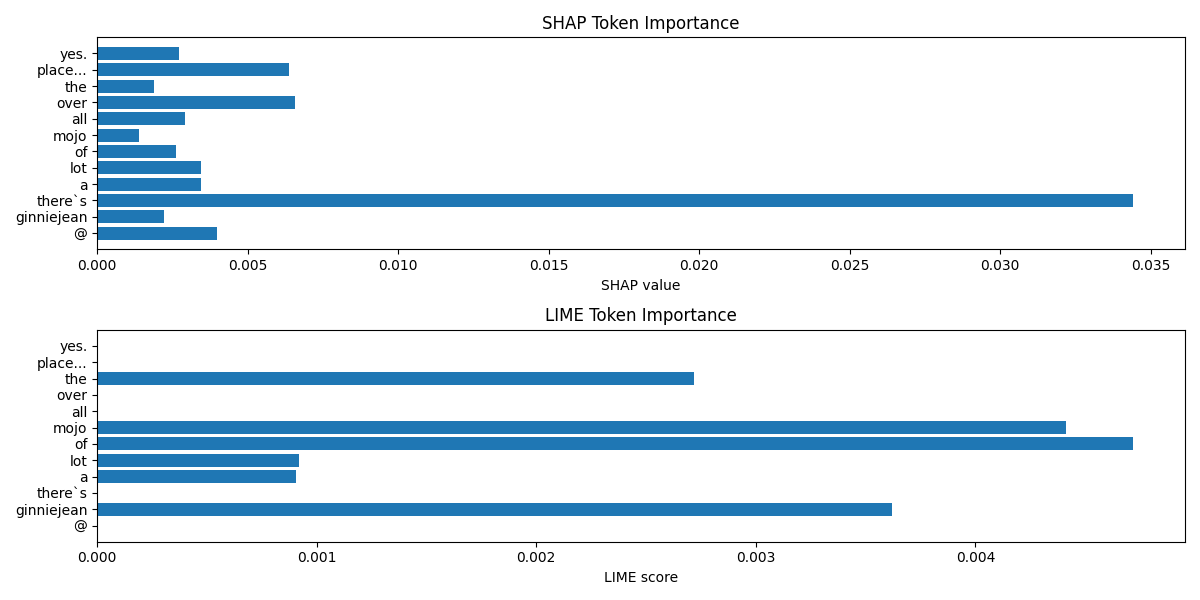 SHAP Token Importance
yes.
place...
the
over
all
mojo
of
lot
a
there`s
ginniejean
@
0.000 0.005 0.010 0.015 0.020 0.025 0.030 0.035
SHAP value
LIME Token Importance
yes.
place...
the
over
all
mojo
of
lot
a
there`s
ginniejean
@
0.000 0.001 0.002 0.003 0.004
LIME score